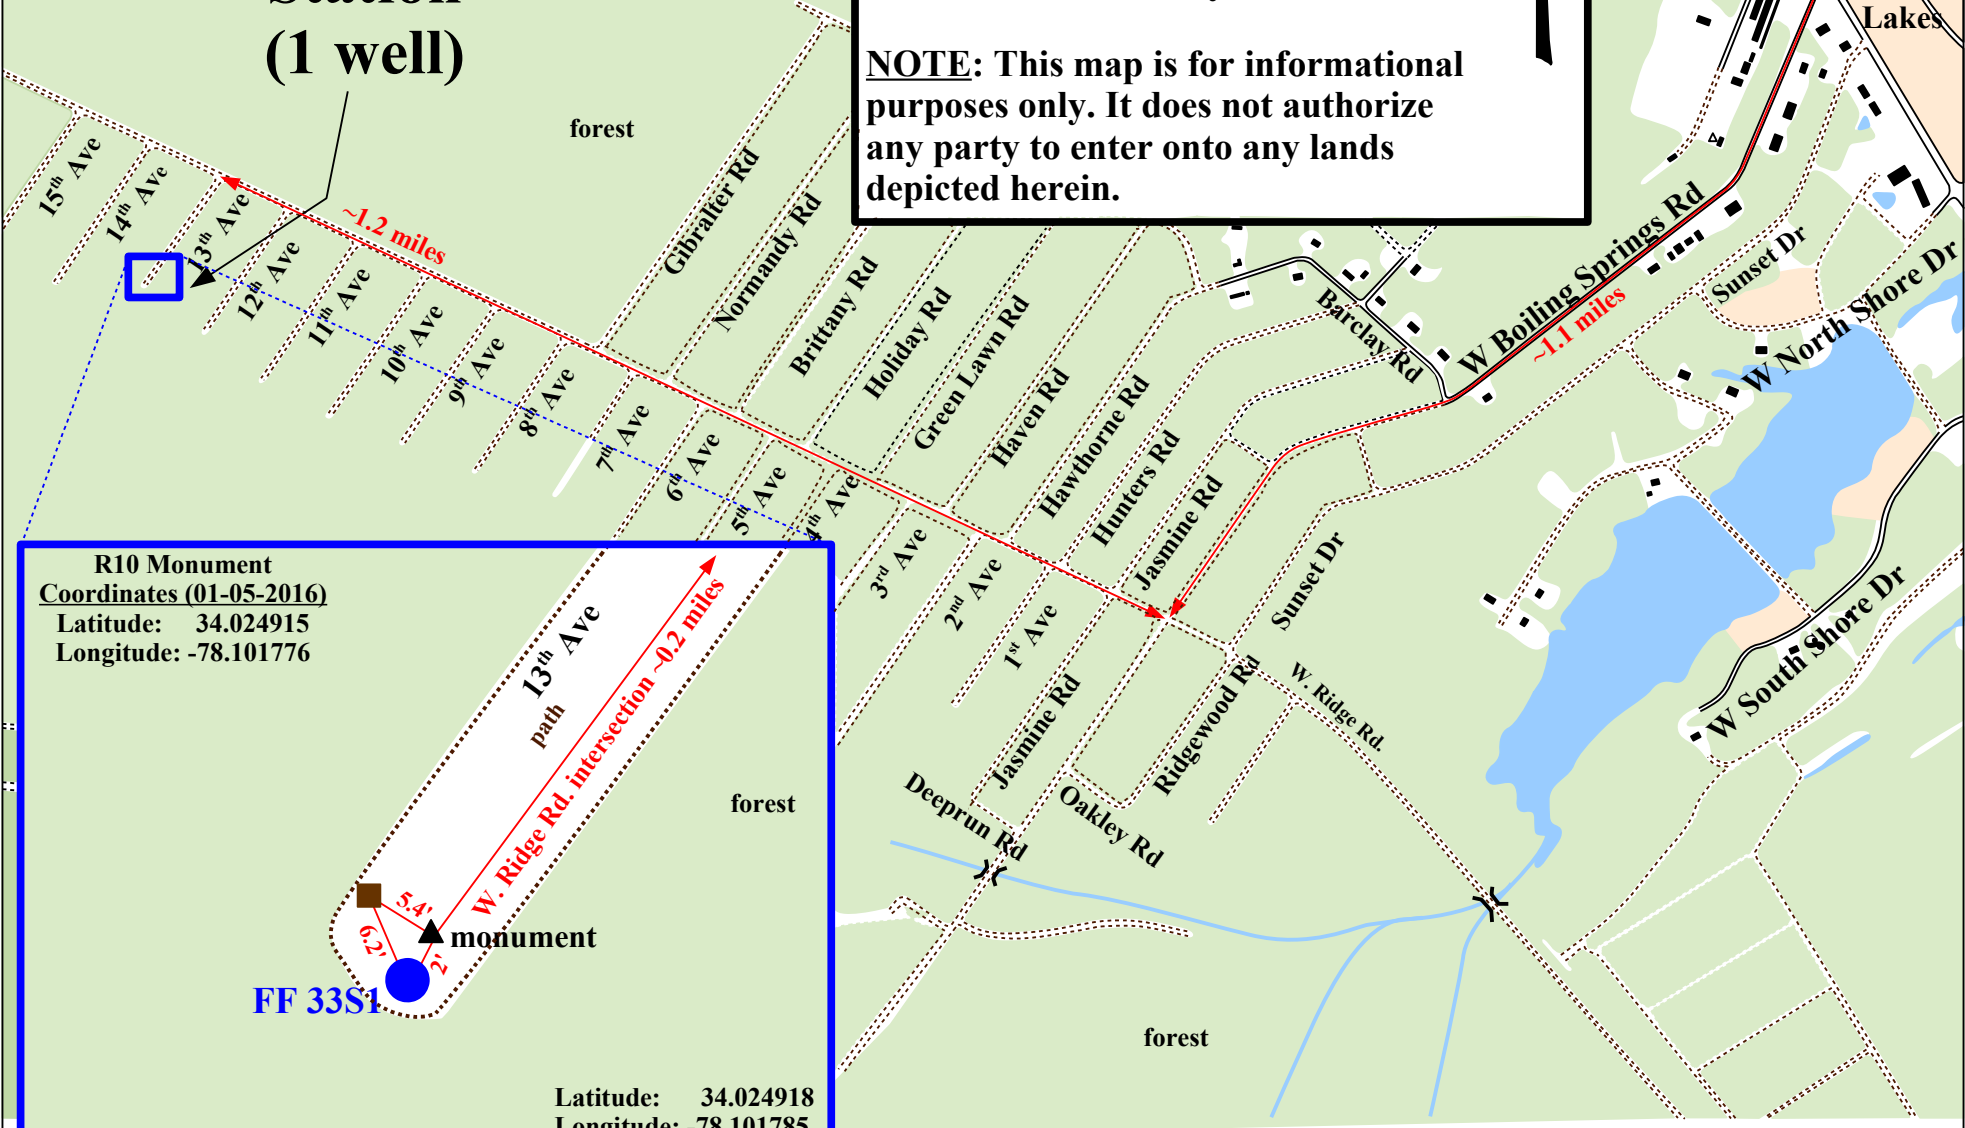 Station
(1 well)
NOTE: This map is for informational
purposes only. It does not authorize
any party to enter onto any lands
depicted herein.
Lakes
forest
15th Ave
14th Ave
13th Ave
12th Ave
11th Ave
10th Ave
9th Ave
8th Ave
7th Ave
6th Ave
5th Ave
4th Ave
3rd Ave
2nd Ave
1st Ave
~1.2 miles
Gibralter Rd
Normandy Rd
Brittany Rd
Holiday Rd
Green Lawn Rd
Haven Rd
Hawthorne Rd
Hunters Rd
Jasmine Rd
Barclay Rd
W Boiling Springs Rd
~1.1 miles
Sunset Dr
W North Shore Dr
Sunset Dr
W South Shore Dr
W. Ridge Rd.
Ridgewood Rd
Jasmine Rd
Oakley Rd
Deeprun Rd
R10 Monument
Coordinates (01-05-2016)
Latitude: 34.024915
Longitude: -78.101776
13th Ave
path
W. Ridge Rd. intersection ~0.2 miles
forest
5.4'
6.2'
2'
monument
FF 33S1
forest
Latitude: 34.024918
Longitude: -78.101785